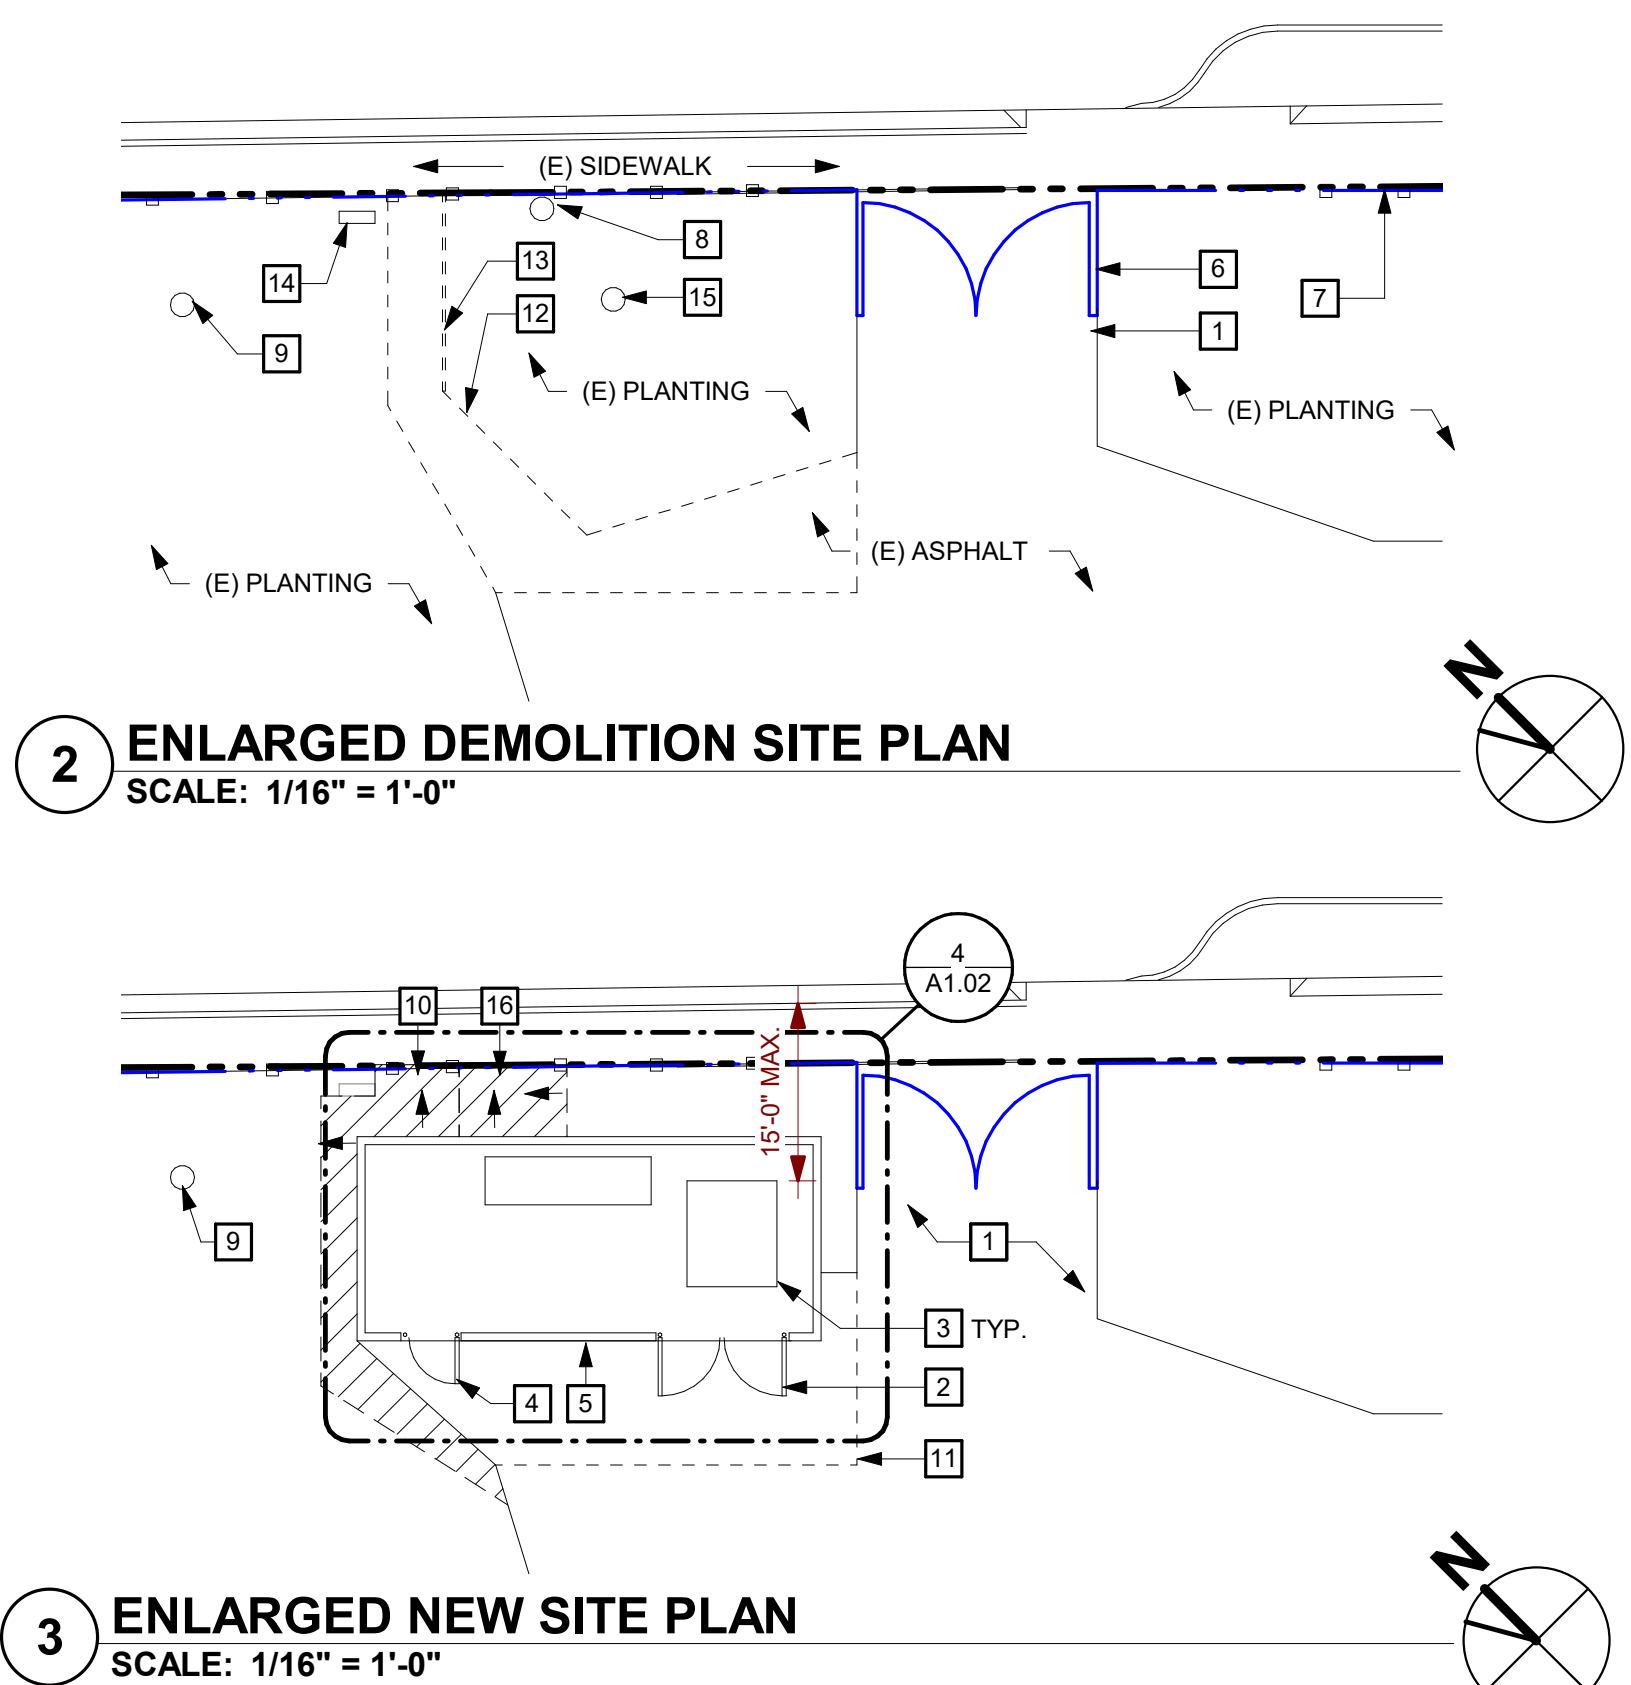 (E) SIDEWALK
8
13
14
15
12
6
7
1
9
(E) PLANTING
(E) PLANTING
(E) ASPHALT
(E) PLANTING
N
2
ENLARGED DEMOLITION SITE PLAN
SCALE: 1/16" = 1'-0"
4
A1.02
10
16
15'-0" MAX.
9
1
3 TYP.
2
4
5
11
N
3
ENLARGED NEW SITE PLAN
SCALE: 1/16" = 1'-0"